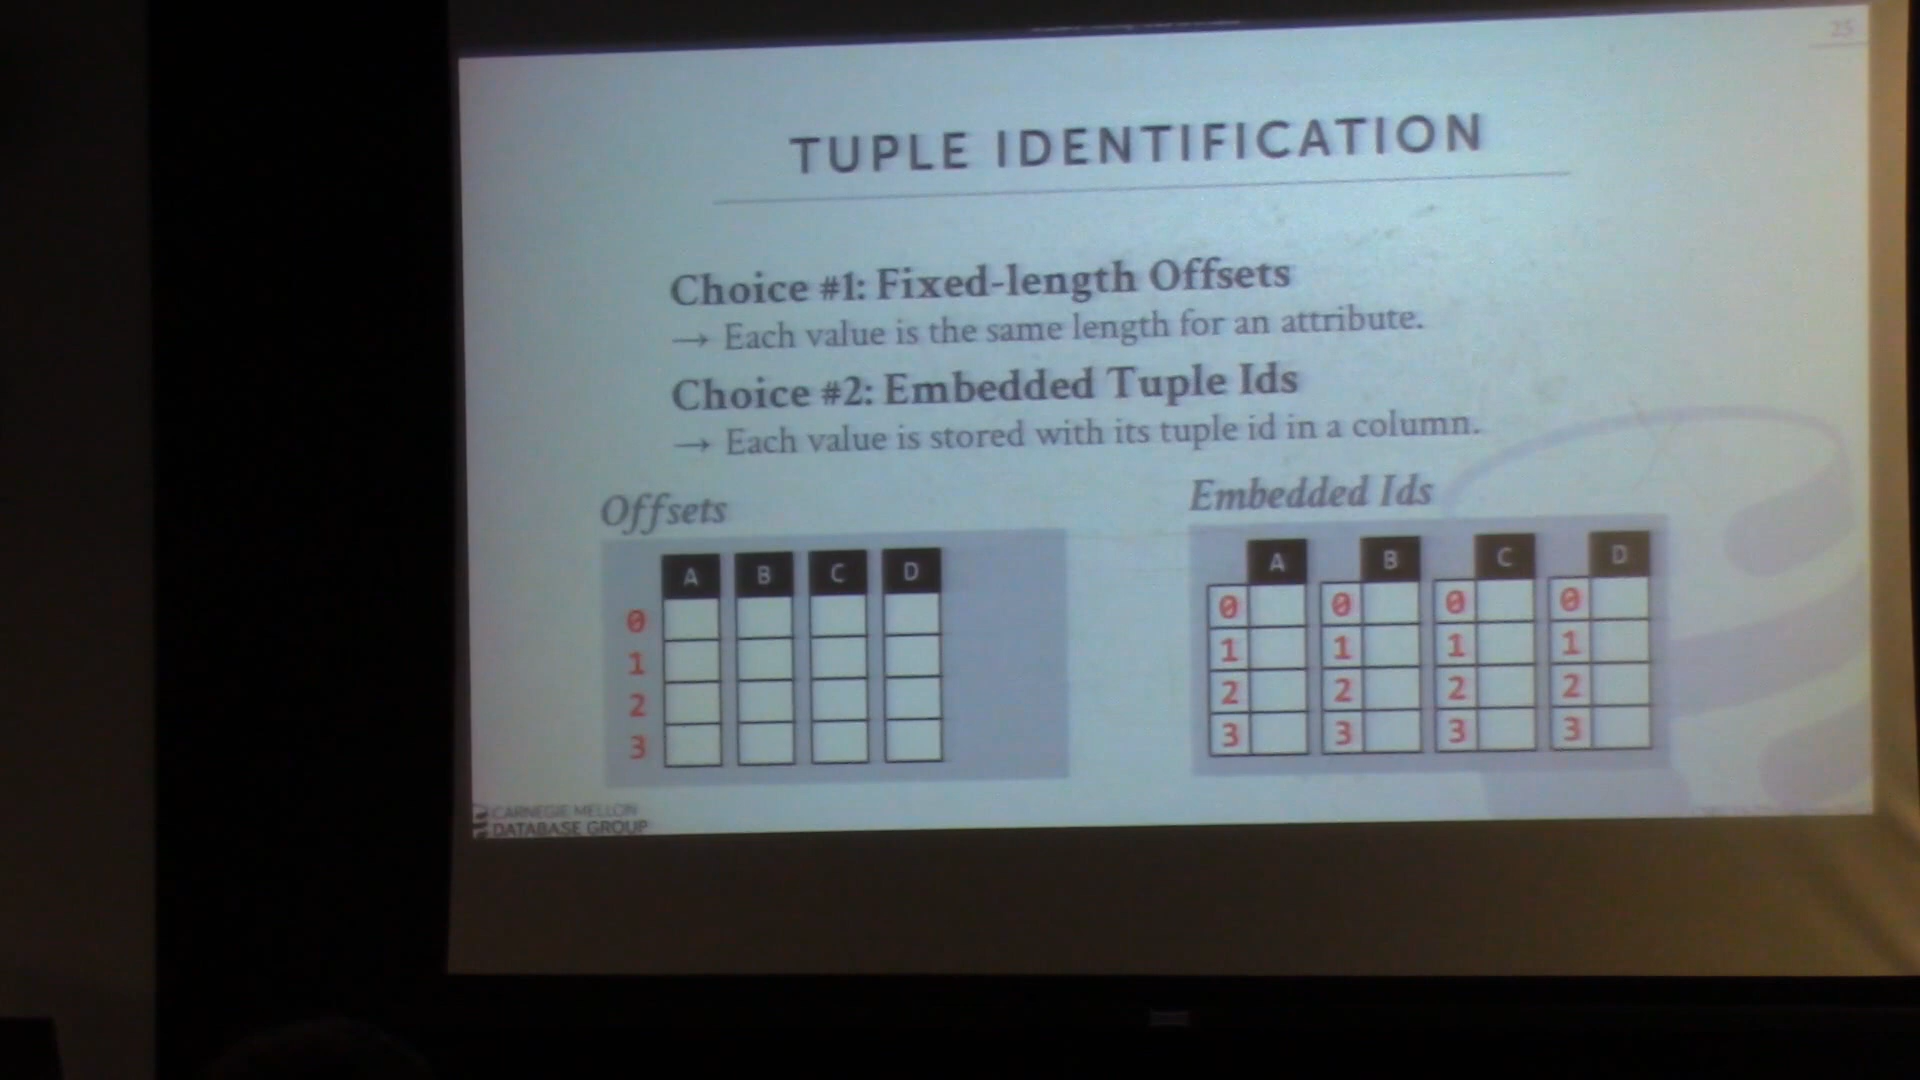 25
TUPLE IDENTIFICATION
Choice #1: Fixed-length Offsets
→ Each value is the same length for an attribute.
Choice #2: Embedded Tuple Ids
→ Each value is stored with its tuple id in a column.
Offsets
A B C D
0
1
2
3
Embedded Ids
A B C D
0 0 0 0
1 1 1 1
2 2 2 2
3 3 3 3
CARNEGIE MELLON
DATABASE GROUP